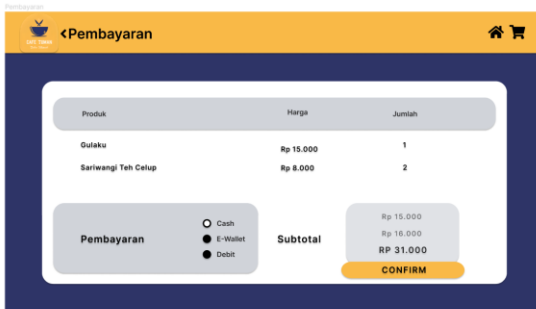 Pembayaran
<Pembayaran
Produk Harga Jumlah
Gulaku Rp 15.000 1
Sariwangi Teh Celup Rp 8.000 2
Pembayaran
Cash
E-Wallet
Debit
Subtotal
Rp 15.000
Rp 16.000
RP 31.000
CONFIRM